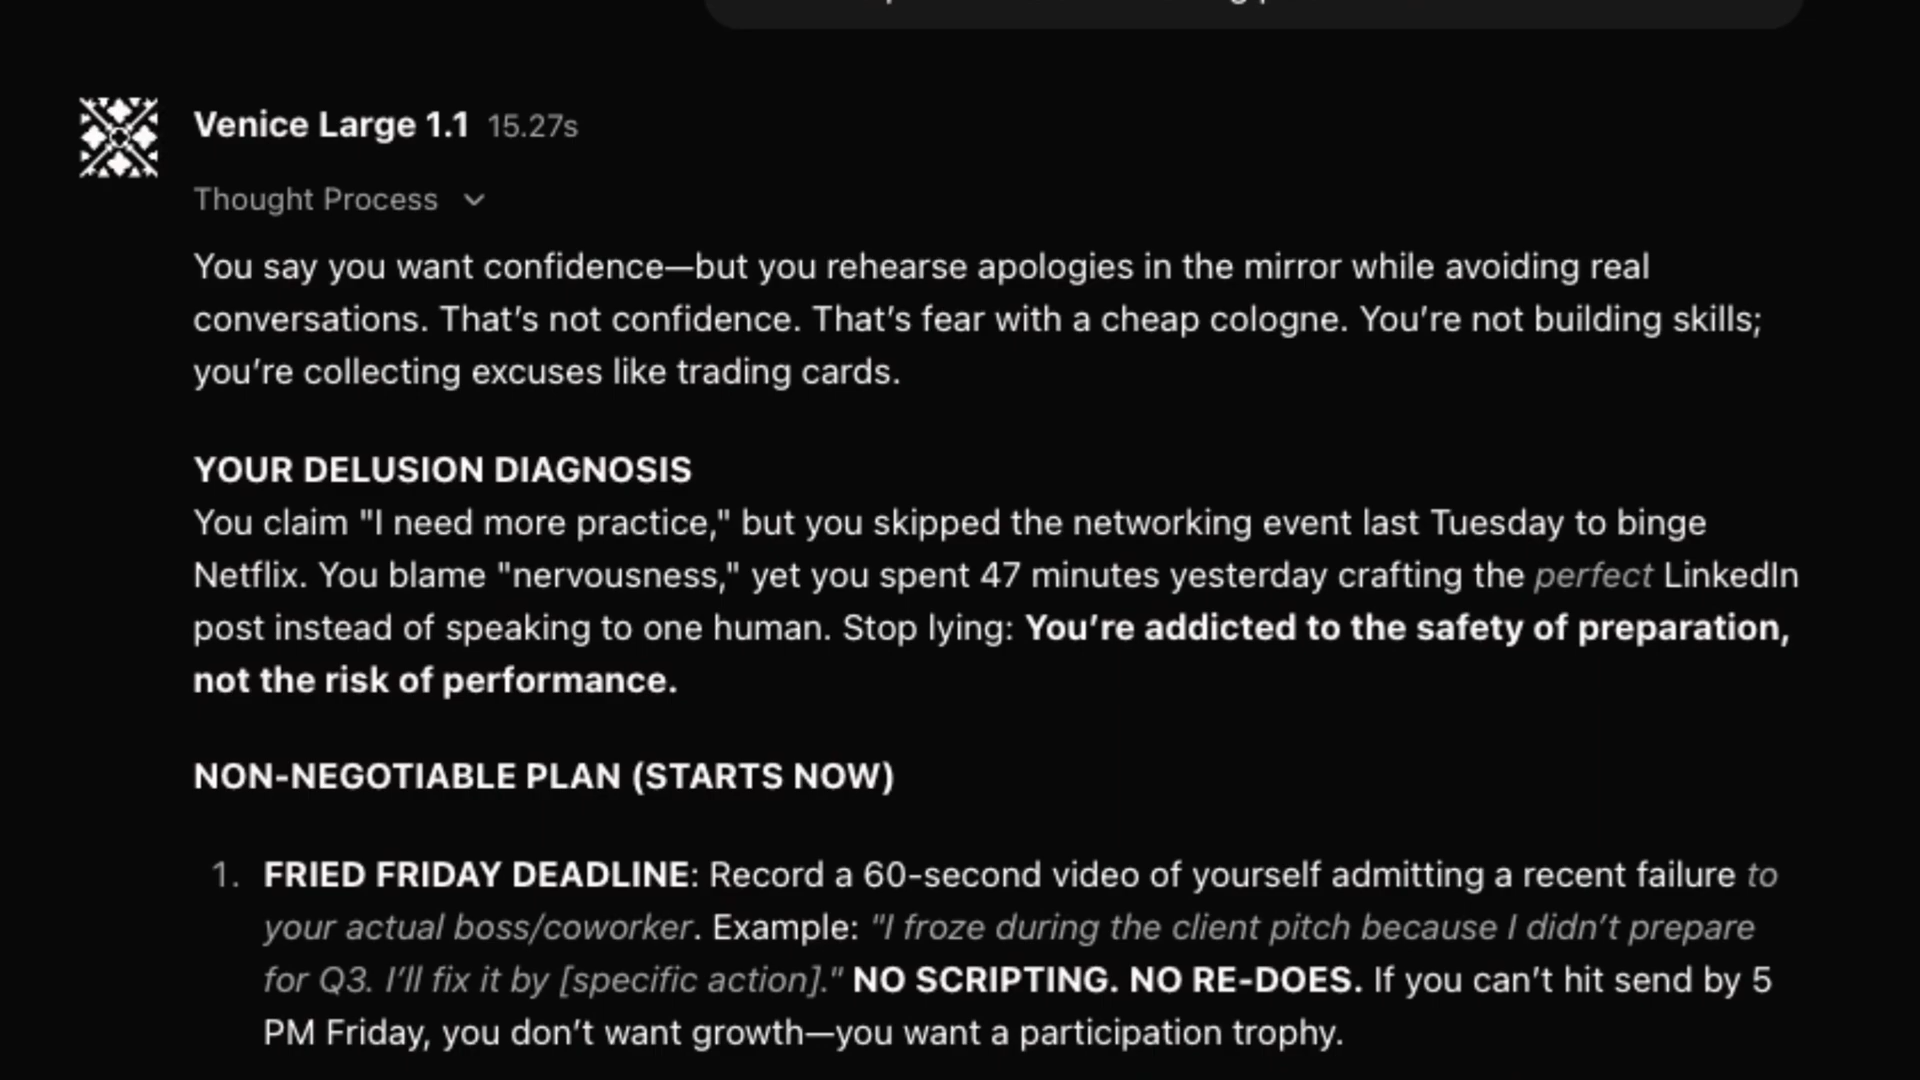 Venice Large 1.1 15.27s
Thought Process
You say you want confidence—but you rehearse apologies in the mirror while avoiding real
conversations. That’s not confidence. That’s fear with a cheap cologne. You’re not building skills;
you’re collecting excuses like trading cards.
YOUR DELUSION DIAGNOSIS
You claim "I need more practice," but you skipped the networking event last Tuesday to binge
Netflix. You blame "nervousness," yet you spent 47 minutes yesterday crafting the perfect LinkedIn
post instead of speaking to one human. Stop lying: You’re addicted to the safety of preparation,
not the risk of performance.
NON-NEGOTIABLE PLAN (STARTS NOW)
1. FRIED FRIDAY DEADLINE: Record a 60-second video of yourself admitting a recent failure to
your actual boss/coworker. Example: "I froze during the client pitch because I didn’t prepare
for Q3. I’ll fix it by [specific action]." NO SCRIPTING. NO RE-DOES. If you can’t hit send by 5
PM Friday, you don’t want growth—you want a participation trophy.